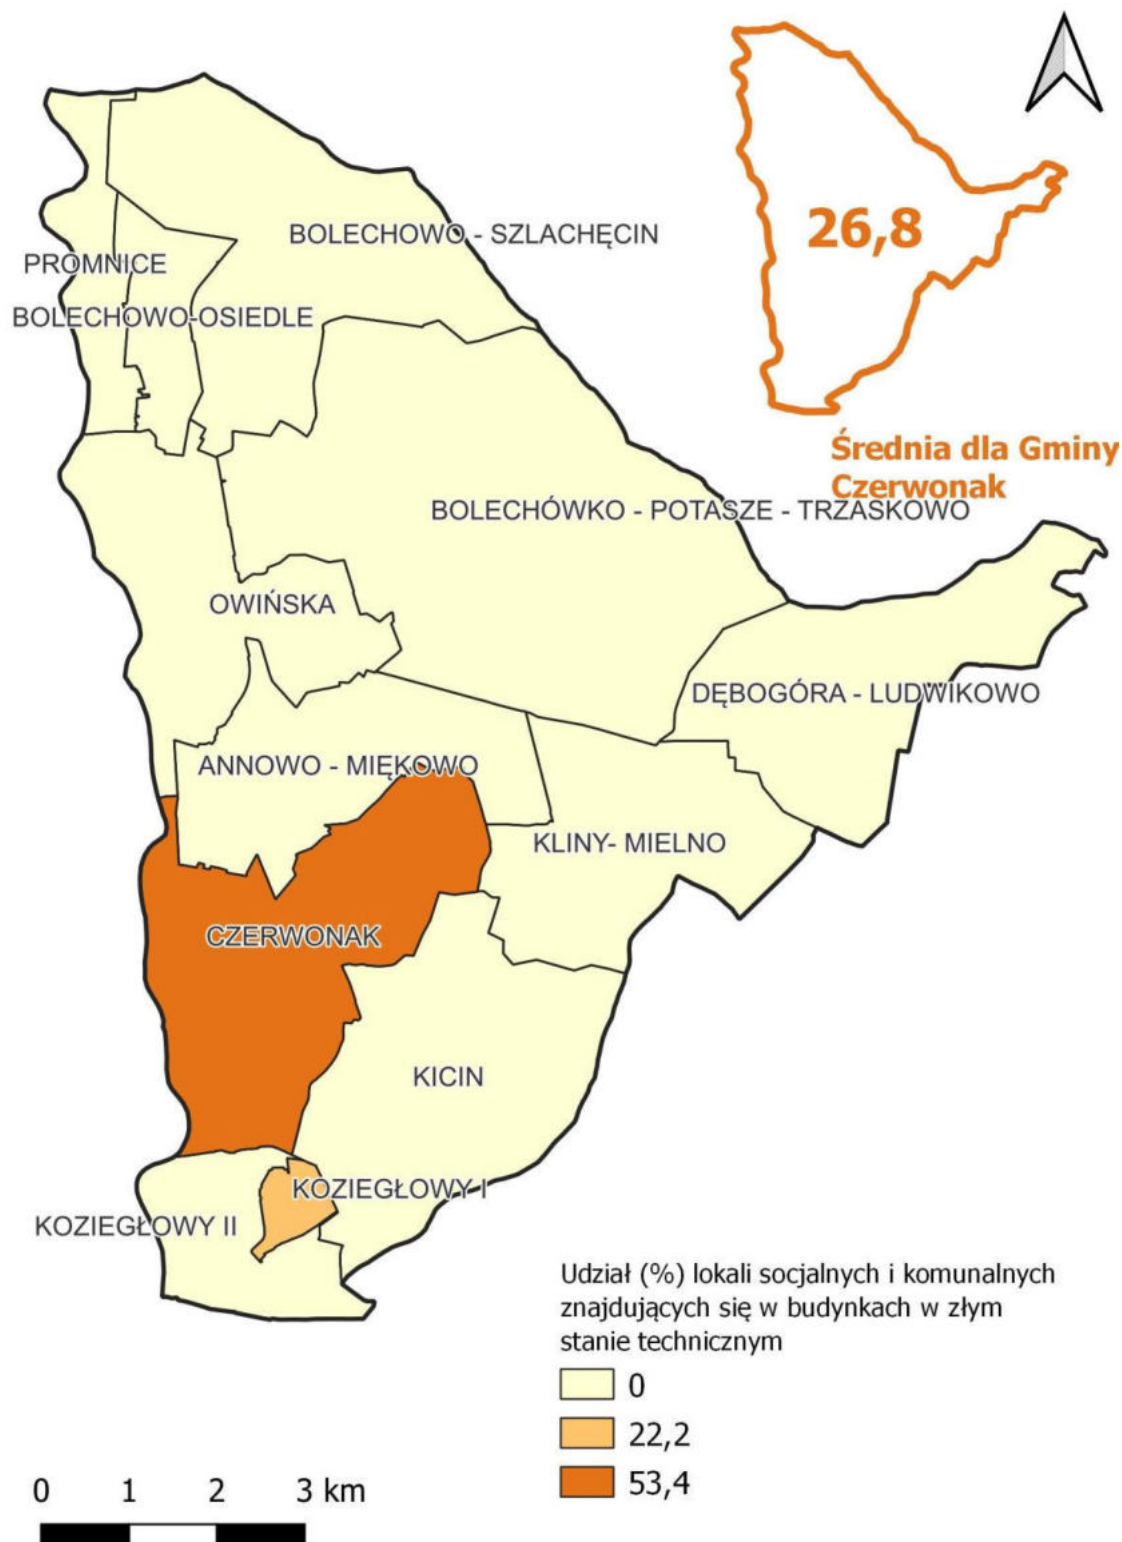 BOLECHOWO - SZLACHĘCIN
26,8
PROMNICE
BOLECHOWO-OSIEDLE
Średnia dla Gminy
Czerwonak
BOLECHÓWKO - POTASZE - TRZASKOWO
OWIŃSKA
DĘBOGÓRA - LUDWIKOWO
ANNOWO - MIĘKOWO
KLINY- MIELNO
CZERWONAK
KICIN
KOZIEGŁOWY I
KOZIEGŁOWY II
Udział (%) lokali socjalnych i komunalnych
znajdujących się w budynkach w złym
stanie technicznym
0
22,2
53,4
0 1 2 3 km